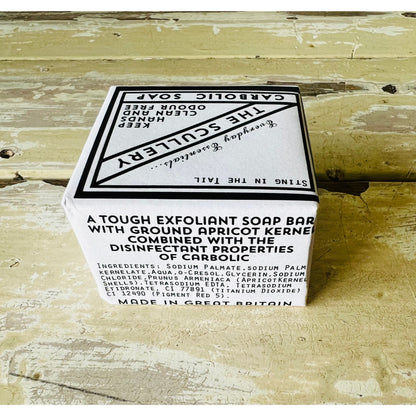 CARBOLIC SOAP
KEEP
HANDS
CLEAN AND
ODOUR FREE
THE SCULLERY
Everyday Essentials...
STING IN THE TAIL
A TOUGH EXFOLIANT SOAP BAR
WITH GROUND APRICOT KERNE
COMBINED WITH THE
DISINFECTANT PROPERTIES
OF CARBOLIC
INGREDIENTS: SODIUM PALMATE,SODIUM PALM
KERNELATE,AQUA,O-CRESOL,GLYCERIN,SODIUM
CHLORIDE,PRUNUS ARMENIACA (APRICOTKERNEL
SHELLS),TETRASODIUM EDTA, TETRASODIUM
ETIDRONATE, CI 77891 (TITANIUM DIOXIDE)
CI 12490 (PIGMENT RED 5).
MADE IN GREAT BRITAIN